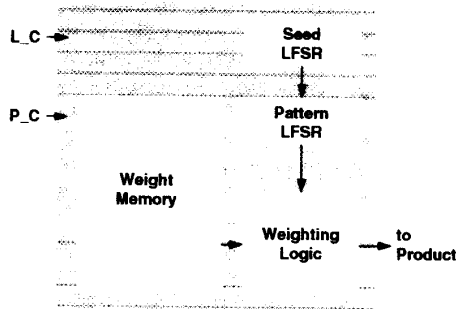 L_C
Seed
LFSR
P_C
Pattern
LFSR
Weight
Memory
Weighting
Logic
to
Product